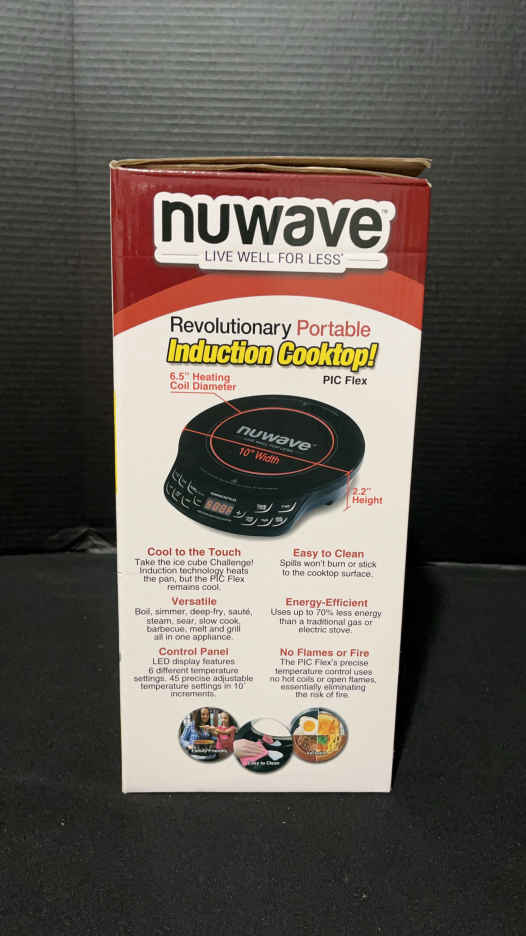 nuwave™
LIVE WELL FOR LESS®
Revolutionary Portable
Induction Cooktop!
PIC Flex
6.5" Heating
Coil Diameter
nuwave
10" Width
2.2"
Height
Cool to the Touch
Take the ice cube Challenge!
Induction technology heats
the pan, but the PIC Flex
remains cool.
Easy to Clean
Spills won't burn or stick
to the cooktop surface.
Versatile
Boil, simmer, deep-fry, sauté,
steam, sear, slow cook,
barbecue, melt and grill
all in one appliance.
Energy-Efficient
Uses up to 70% less energy
than a traditional gas or
electric stove.
Control Panel
LED display features
6 different temperature
settings. 45 precise adjustable
temperature settings in 10°
increments.
No Flames or Fire
The PIC Flex's precise
temperature control uses
no hot coils or open flames,
essentially eliminating
the risk of fire.
Family Friendly
Easy to Clean